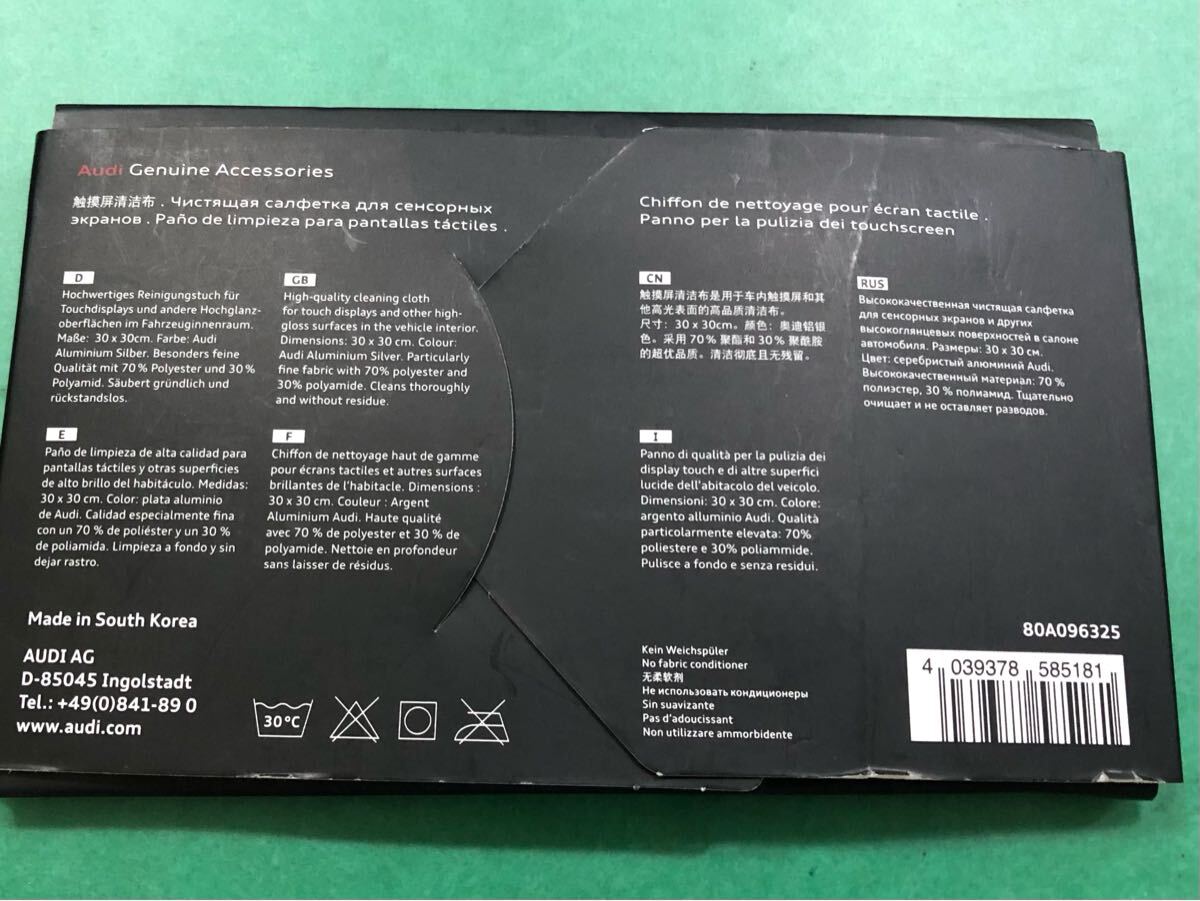 Audi Genuine Accessories
触摸屏清洁布 . Чистящая салфетка для сенсорных
экранов . Paño de limpieza para pantallas táctiles .
Chiffon de nettoyage pour écran tactile .
Panno per la pulizia dei touchscreen
D
Hochwertiges Reinigungstuch für
Touchdisplays und andere Hochglanz-
oberflächen im Fahrzeuginnenraum.
Maße: 30 x 30cm. Farbe: Audi
Aluminium Silber. Besonders feine
Qualität mit 70% Polyester und 30%
Polyamid. Säubert gründlich und
rückstandslos.
GB
High-quality cleaning cloth
for touch displays and other high-
gloss surfaces in the vehicle interior.
Dimensions: 30 x 30 cm. Colour:
Audi Aluminium Silver. Particularly
fine fabric with 70% polyester and
30% polyamide. Cleans thoroughly
and without residue.
CN
触摸屏清洁布是用于车内触摸屏和其
他高光表面的高品质清洁布。
尺寸：30 x 30cm。颜色：奥迪铝银
色。采用 70% 聚酯和 30% 聚酰胺
的超优品质。清洁彻底且无残留。
RUS
Высококачественная чистящая салфетка
для сенсорных экранов и других
высокоглянцевых поверхностей в салоне
автомобиля. Размеры: 30 x 30 см.
Цвет: серебристый алюминий Audi.
Высококачественный материал: 70 %
полиэстер, 30 % полиамид. Тщательно
очищает и не оставляет разводов.
E
Paño de limpieza de alta calidad para
pantallas táctiles y otras superficies
de alto brillo del habitáculo. Medidas:
30 x 30 cm. Color: plata aluminio
de Audi. Calidad especialmente fina
con un 70 % de poliéster y un 30 %
de poliamida. Limpieza a fondo y sin
dejar rastro.
F
Chiffon de nettoyage haut de gamme
pour écrans tactiles et autres surfaces
brillantes de l'habitacle. Dimensions :
30 x 30 cm. Couleur : Argent
Aluminium Audi. Haute qualité
avec 70 % de polyester et 30 % de
polyamide. Nettoie en profondeur
sans laisser de résidus.
I
Panno di qualità per la pulizia dei
display touch e di altre superfici
lucide dell'abitacolo del veicolo.
Dimensioni: 30 x 30 cm. Colore:
argento alluminio Audi. Qualità
particolarmente elevata: 70%
poliestere e 30% poliammide.
Pulisce a fondo e senza residui.
Made in South Korea
AUDI AG
D-85045 Ingolstadt
Tel.: +49(0)841-89 0
www.audi.com
30°C
Kein Weichspüler
No fabric conditioner
无柔软剂
Не использовать кондиционеры
Sin suavizante
Pas d'adoucissant
Non utilizzare ammorbidente
80A096325
4 039378 585181